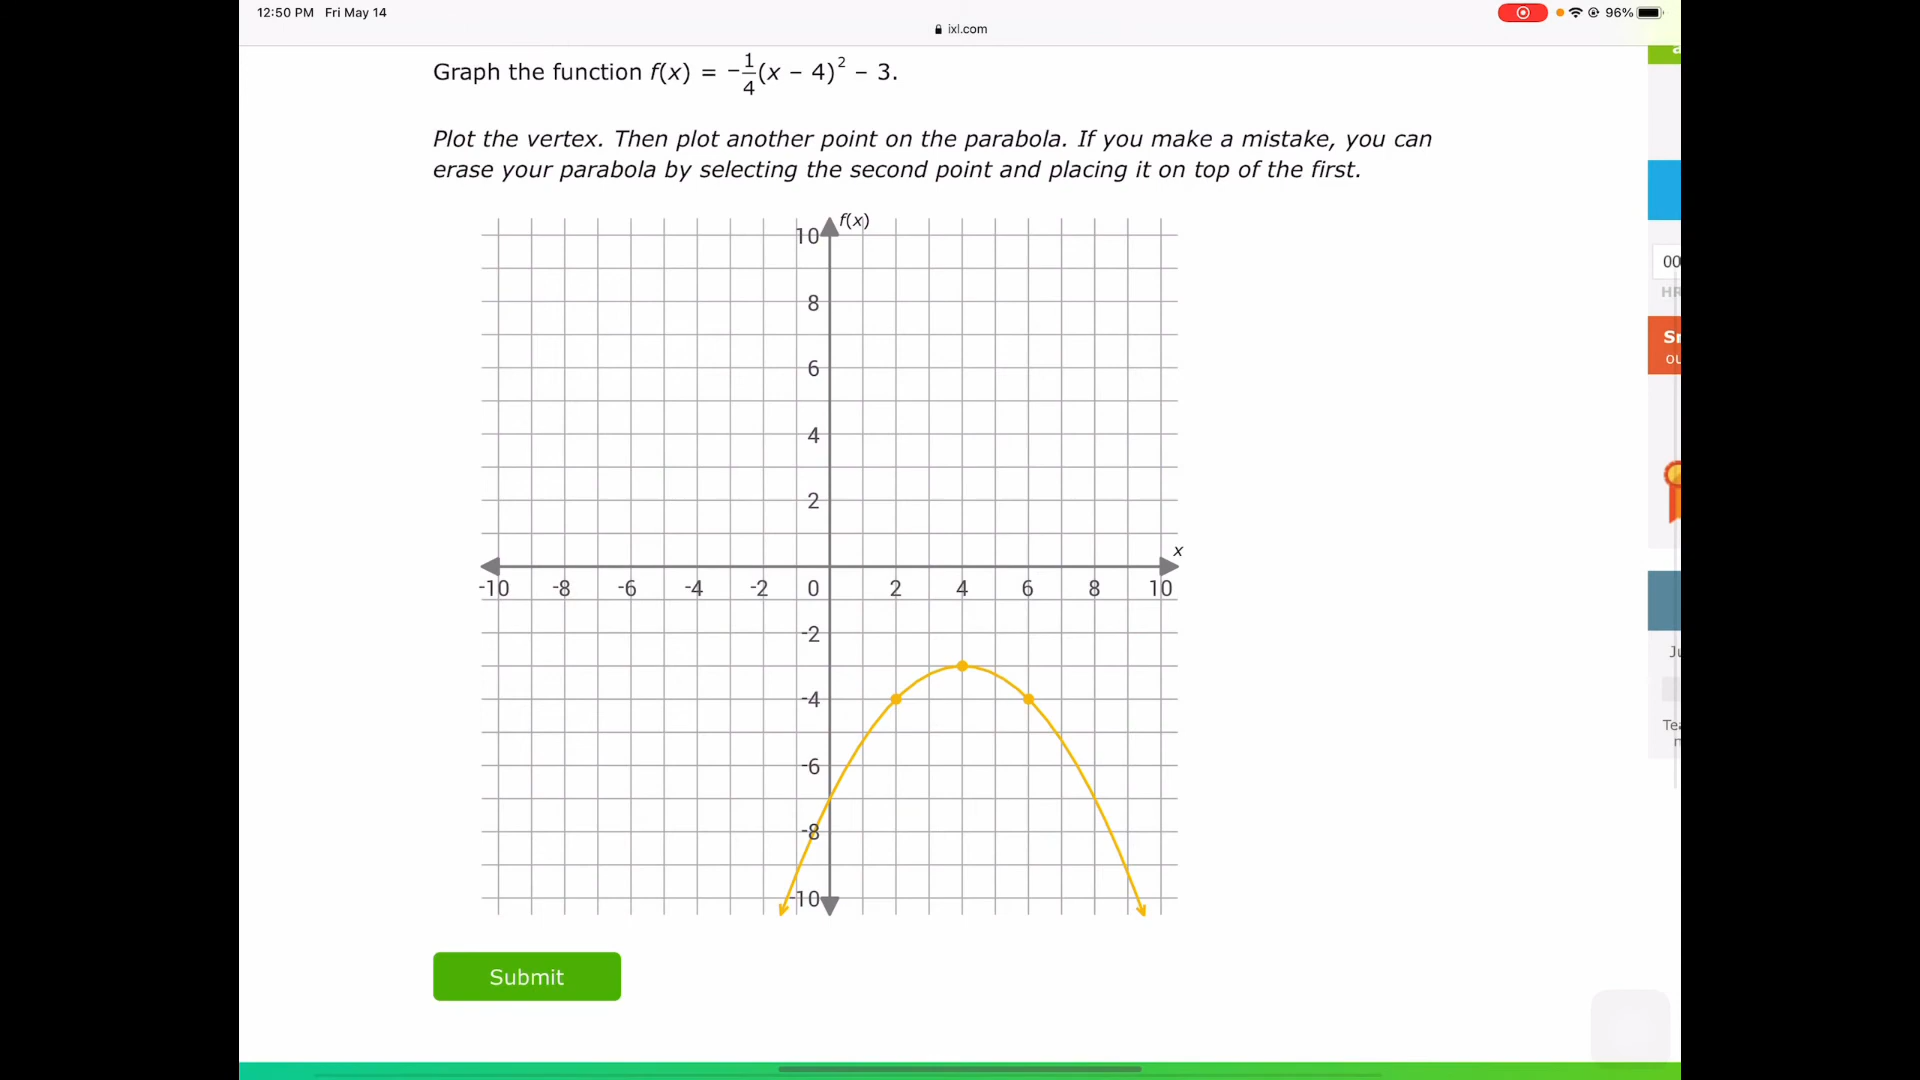 12:50 PM Fri May 14
96%
ixl.com
Graph the function f(x) = -1/4(x – 4)² – 3.
Plot the vertex. Then plot another point on the parabola. If you make a mistake, you can
erase your parabola by selecting the second point and placing it on top of the first.
f(x)
10
8
6
4
2
x
-10 -8 -6 -4 -2 0 2 4 6 8 10
-2
-4
-6
-8
-10
Submit
00
HR